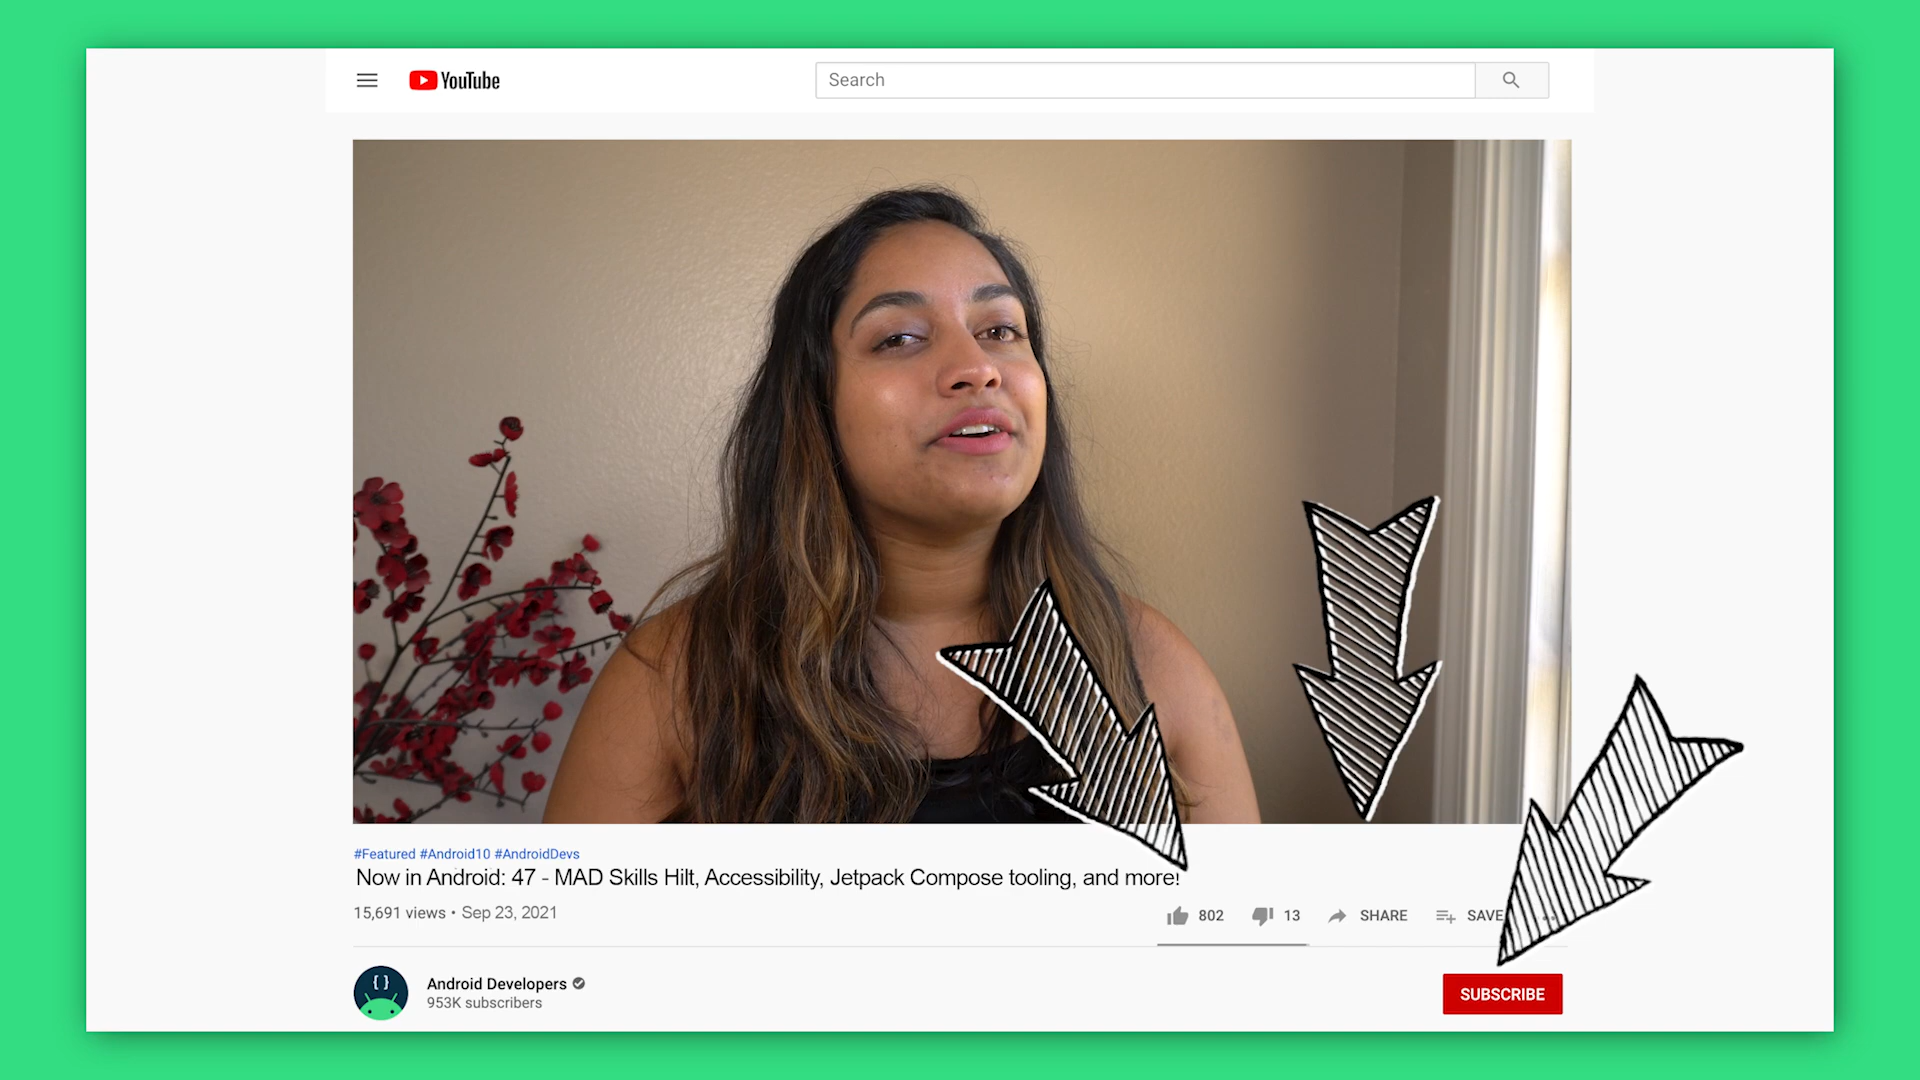 YouTube
Search
#Featured #Android10 #AndroidDevs
Now in Android: 47 - MAD Skills Hilt, Accessibility, Jetpack Compose tooling, and more!
15,691 views • Sep 23, 2021
802 13 SHARE SAVE
Android Developers
953K subscribers
SUBSCRIBE